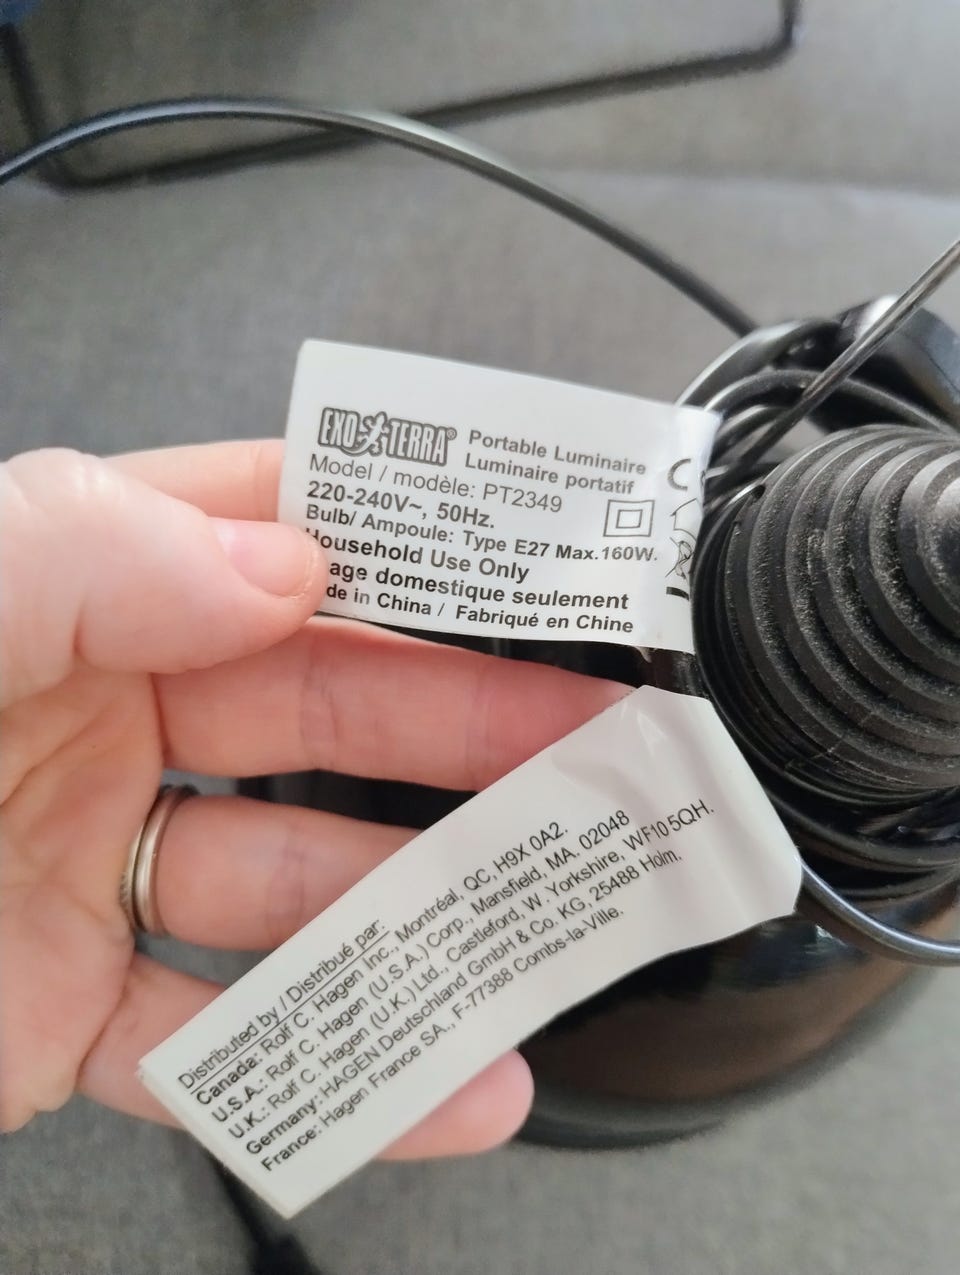 EXO TERRA®
Portable Luminaire
Luminaire portatif
Model / modèle: PT2349
220-240V~, 50Hz.
Bulb/ Ampoule: Type E27 Max.160W.
Household Use Only
age domestique seulement
de in China / Fabriqué en Chine
Distributed by / Distribué par:
Canada: Rolf C. Hagen Inc., Montréal, QC, H9X 0A2.
U.S.A.: Rolf C. Hagen (U.S.A.) Corp., Mansfield, MA. 02048
U.K.: Rolf C. Hagen (U.K.) Ltd., Castleford, W. Yorkshire, WF10 5QH.
Germany: HAGEN Deutschland GmbH & Co. KG, 25488 Holm.
France: Hagen France SA., F-77388 Combs-la-Ville.